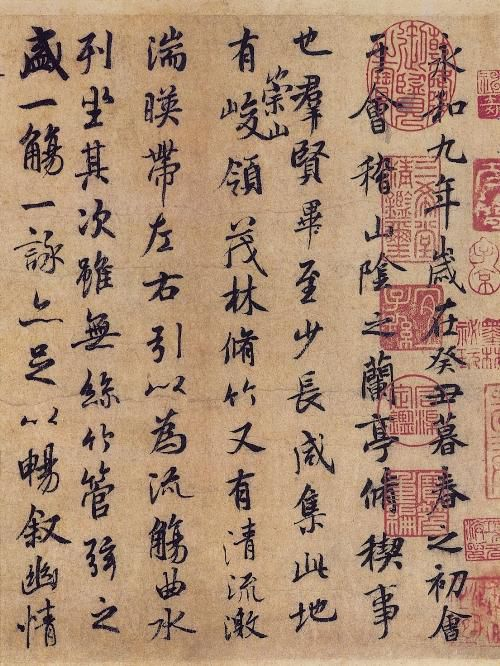 永和九年歲在癸丑暮春之初會
于會稽山陰之蘭亭脩稧事
也羣賢畢至少長咸集此地
有崇山峻領茂林脩竹又有清流激
湍暎帶左右引以為流觴曲水
列坐其次雖無絲竹管弦之
盛一觴一詠亦足以暢叙幽情